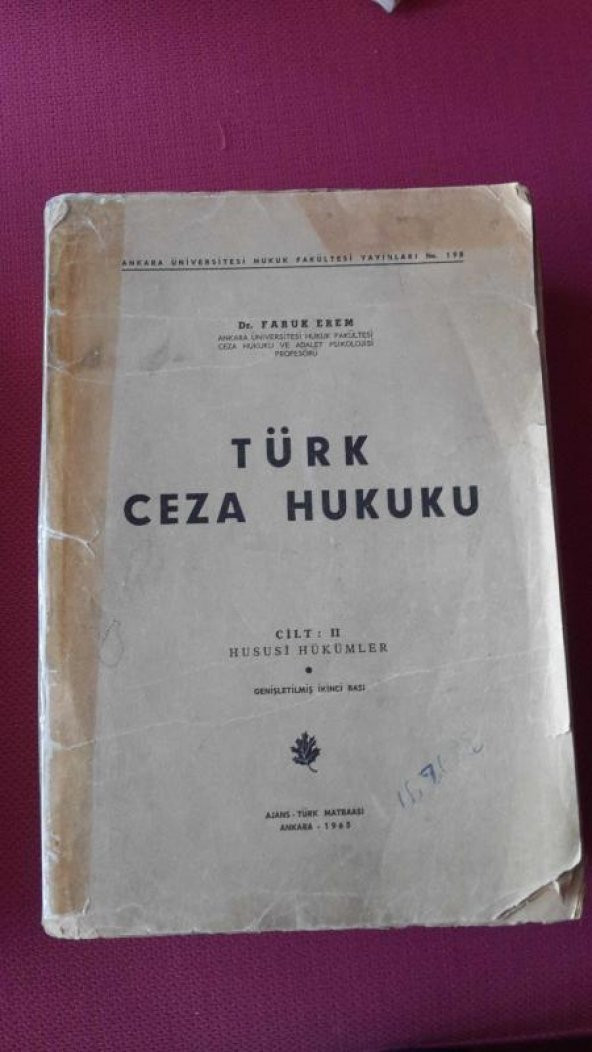 ANKARA ÜNİVERSİTESİ HUKUK FAKÜLTESİ YAYINLARI No. 198
Dr. FARUK EREM
ANKARA ÜNİVERSİTESİ HUKUK FAKÜLTESİ
CEZA HUKUKU VE ADALET PSİKOLOJİSİ
PROFESÖRÜ
TÜRK
CEZA HUKUKU
CİLT : II
HUSUSÎ HÜKÜMLER
GENİŞLETİLMİŞ İKİNCİ BASI
AJANS - TÜRK MATBAASI
ANKARA - 1965